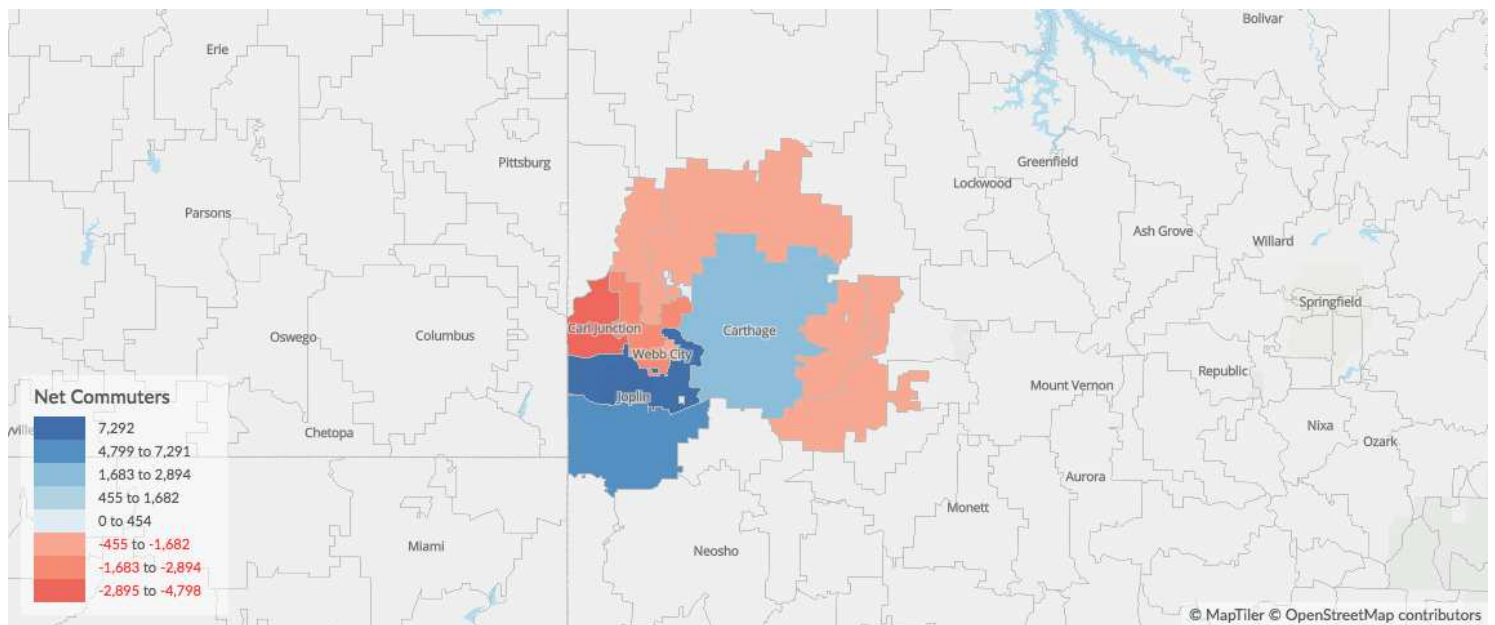 Bolivar
Erie
Pittsburg
Greenfield
Lockwood
Parsons
Ash Grove
Willard
Springfield
Carl Junction
Carthage
Oswego
Columbus
Webb City
Republic
Mount Vernon
Joplin
Net Commuters
7,292
4,799 to 7,291
1,683 to 2,894
455 to 1,682
0 to 454
-455 to -1,682
-1,683 to -2,894
-2,895 to -4,798
Chetopa
Nixa
Ozark
Aurora
Monett
Miami
Neosho
© MapTiler © OpenStreetMap contributors